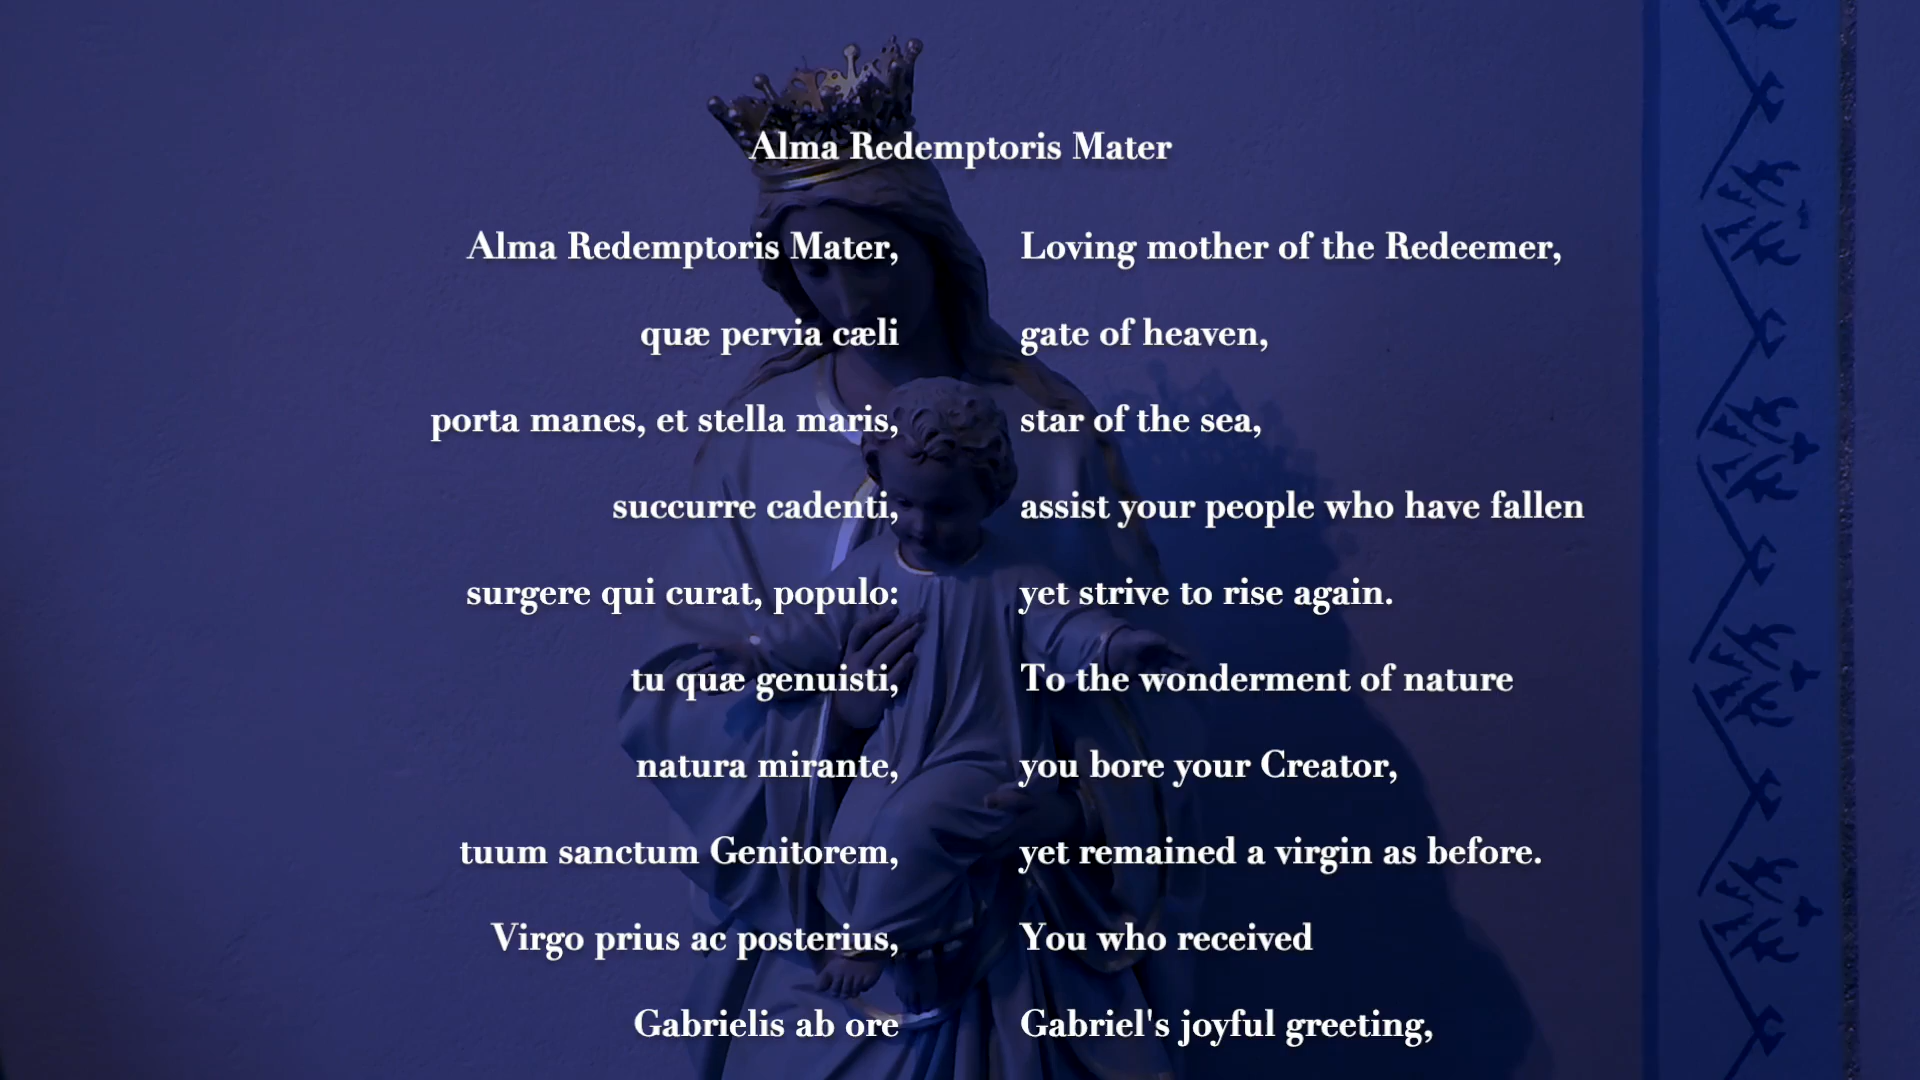 Alma Redemptoris Mater
Alma Redemptoris Mater,
quæ pervia cæli
porta manes, et stella maris,
succurre cadenti,
surgere qui curat, populo:
tu quæ genuisti,
natura mirante,
tuum sanctum Genitorem,
Virgo prius ac posterius,
Gabrielis ab ore
Loving mother of the Redeemer,
gate of heaven,
star of the sea,
assist your people who have fallen
yet strive to rise again.
To the wonderment of nature
you bore your Creator,
yet remained a virgin as before.
You who received
Gabriel's joyful greeting,